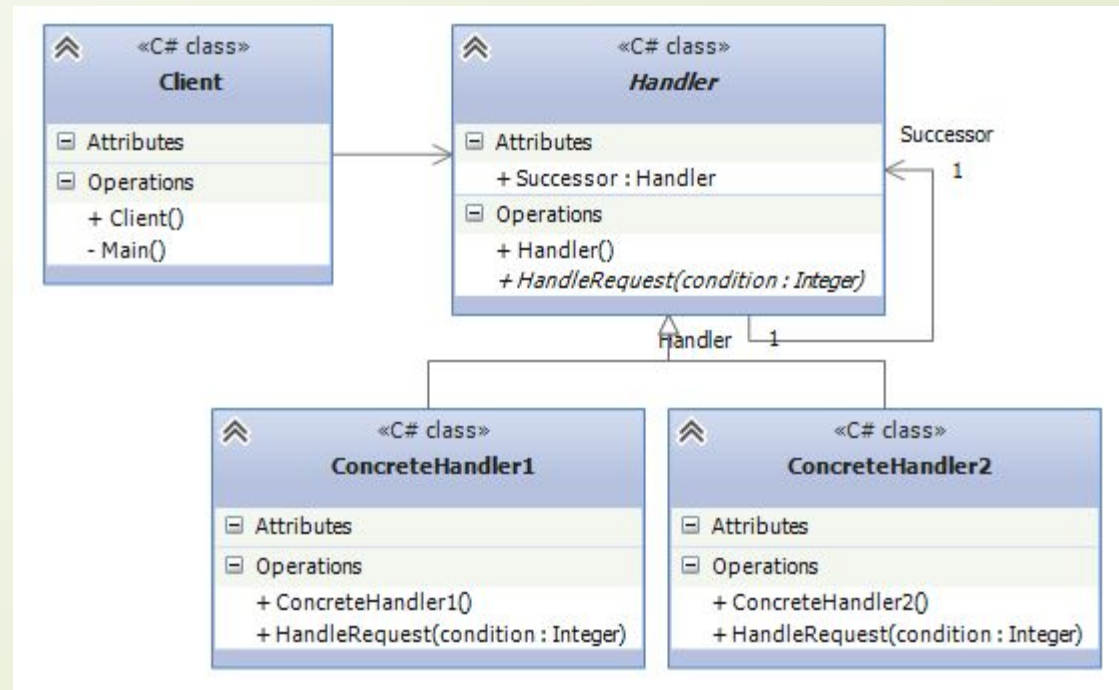 «C# class»
Client
Attributes
Operations
+ Client()
- Main()
«C# class»
Handler
Attributes
+ Successor : Handler
Operations
+ Handler()
+ HandleRequest(condition : Integer)
Successor
1
Handler
1
«C# class»
ConcreteHandler1
Attributes
Operations
+ ConcreteHandler1()
+ HandleRequest(condition : Integer)
«C# class»
ConcreteHandler2
Attributes
Operations
+ ConcreteHandler2()
+ HandleRequest(condition : Integer)